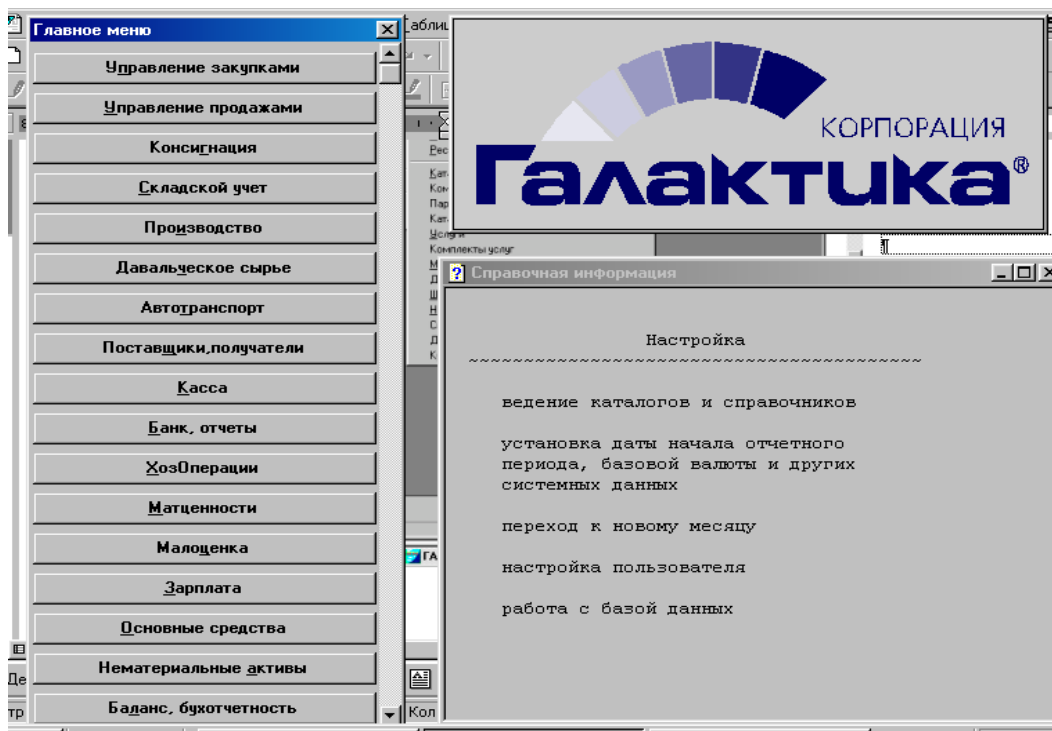 Главное меню
Управление закупками
Управление продажами
Консигнация
Складской учет
Производство
Давальческое сырье
Автотранспорт
Поставщики,получатели
Касса
Банк, отчеты
ХозОперации
Матценности
Малоценка
Зарплата
Основные средства
Нематериальные активы
Баланс, бухотчетность
КОРПОРАЦИЯ
Галактика®
Услуги
Комплекты услуг
Справочная информация
Настройка
~~~~~~~~~~~~~~~~~~~~~~~~~~~~~~~~~~~~~~~~~
ведение каталогов и справочников
установка даты начала отчетного
периода, базовой валюты и других
системных данных
переход к новому месяцу
настройка пользователя
работа с базой данных
Кол